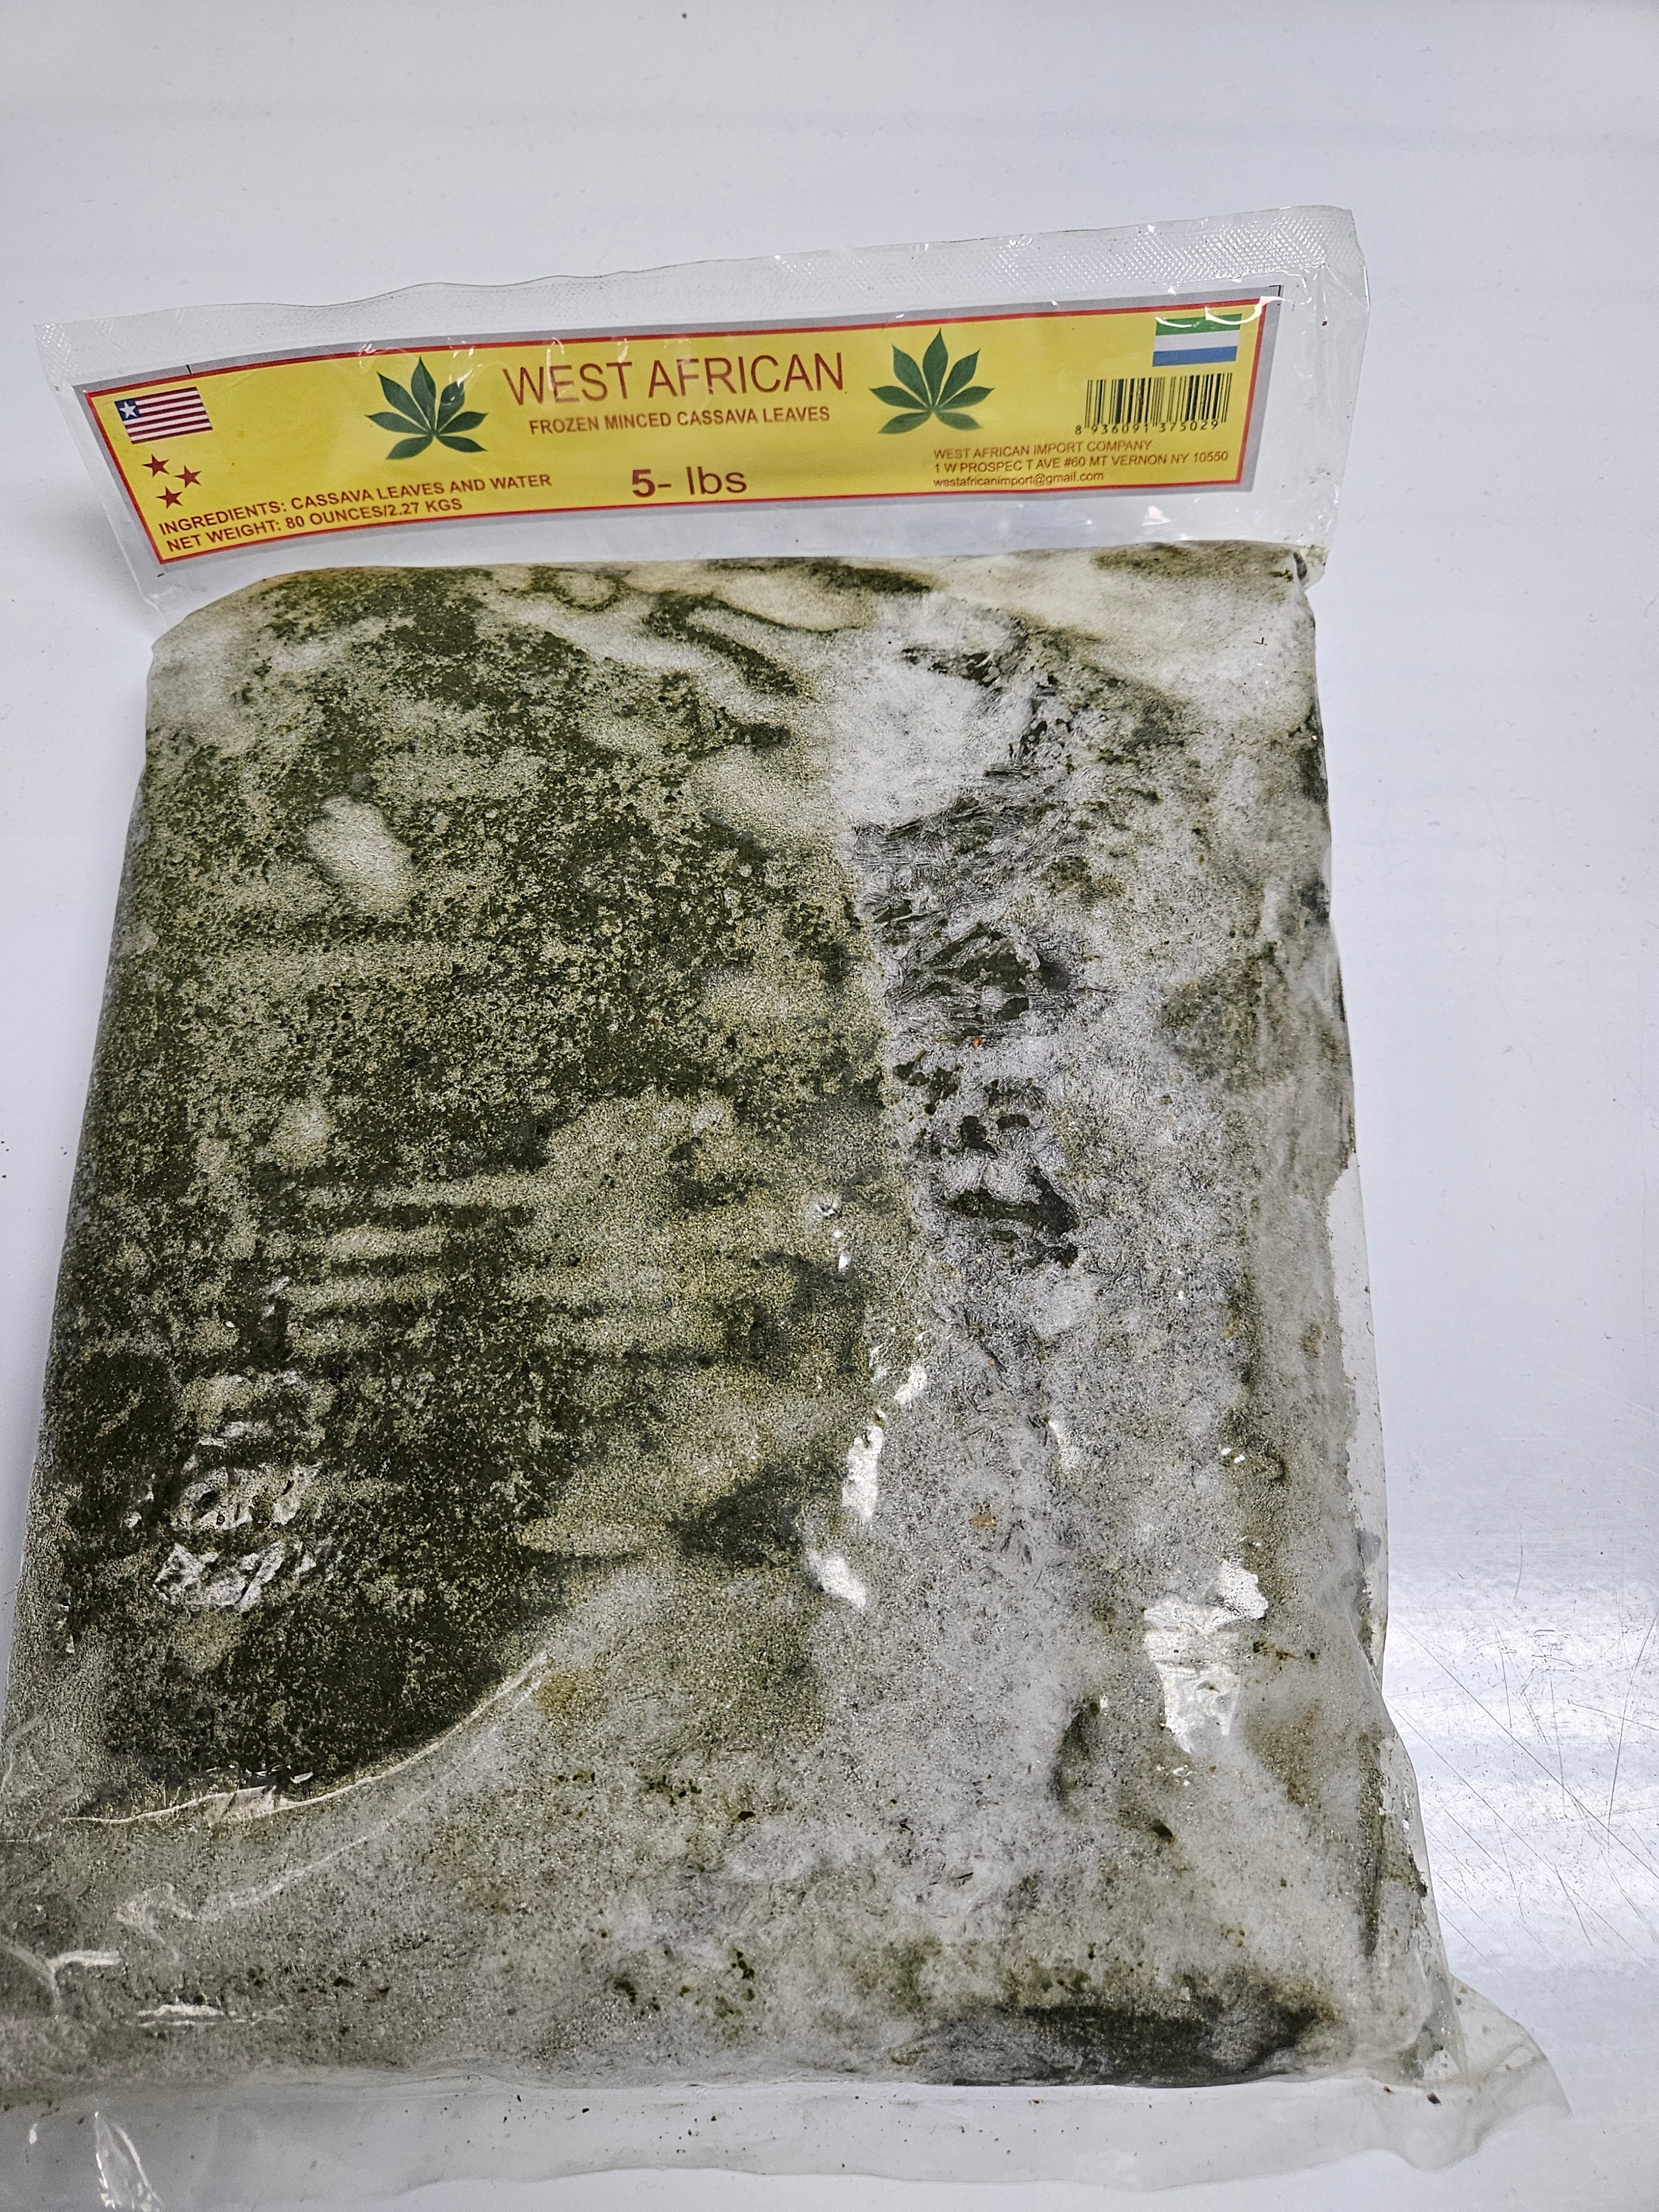 WEST AFRICAN
FROZEN MINCED CASSAVA LEAVES
5- lbs
INGREDIENTS: CASSAVA LEAVES AND WATER
NET WEIGHT: 80 OUNCES/2.27 KGS
8 936091 375029
WEST AFRICAN IMPORT COMPANY
1 W PROSPEC T AVE #60 MT VERNON NY 10550
westafricanimport@gmail.com